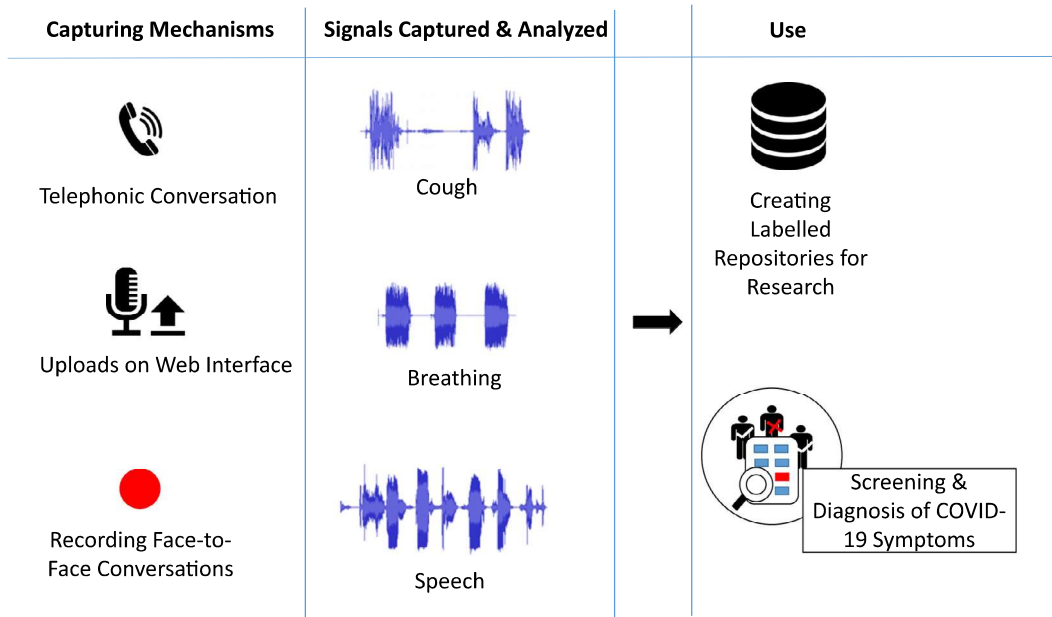 Capturing Mechanisms
Signals Captured & Analyzed
Use
Telephonic Conversation
Cough
Creating
Labelled
Repositories for
Research
Uploads on Web Interface
Breathing
Recording Face-to-
Face Conversations
Speech
Screening &
Diagnosis of COVID-
19 Symptoms